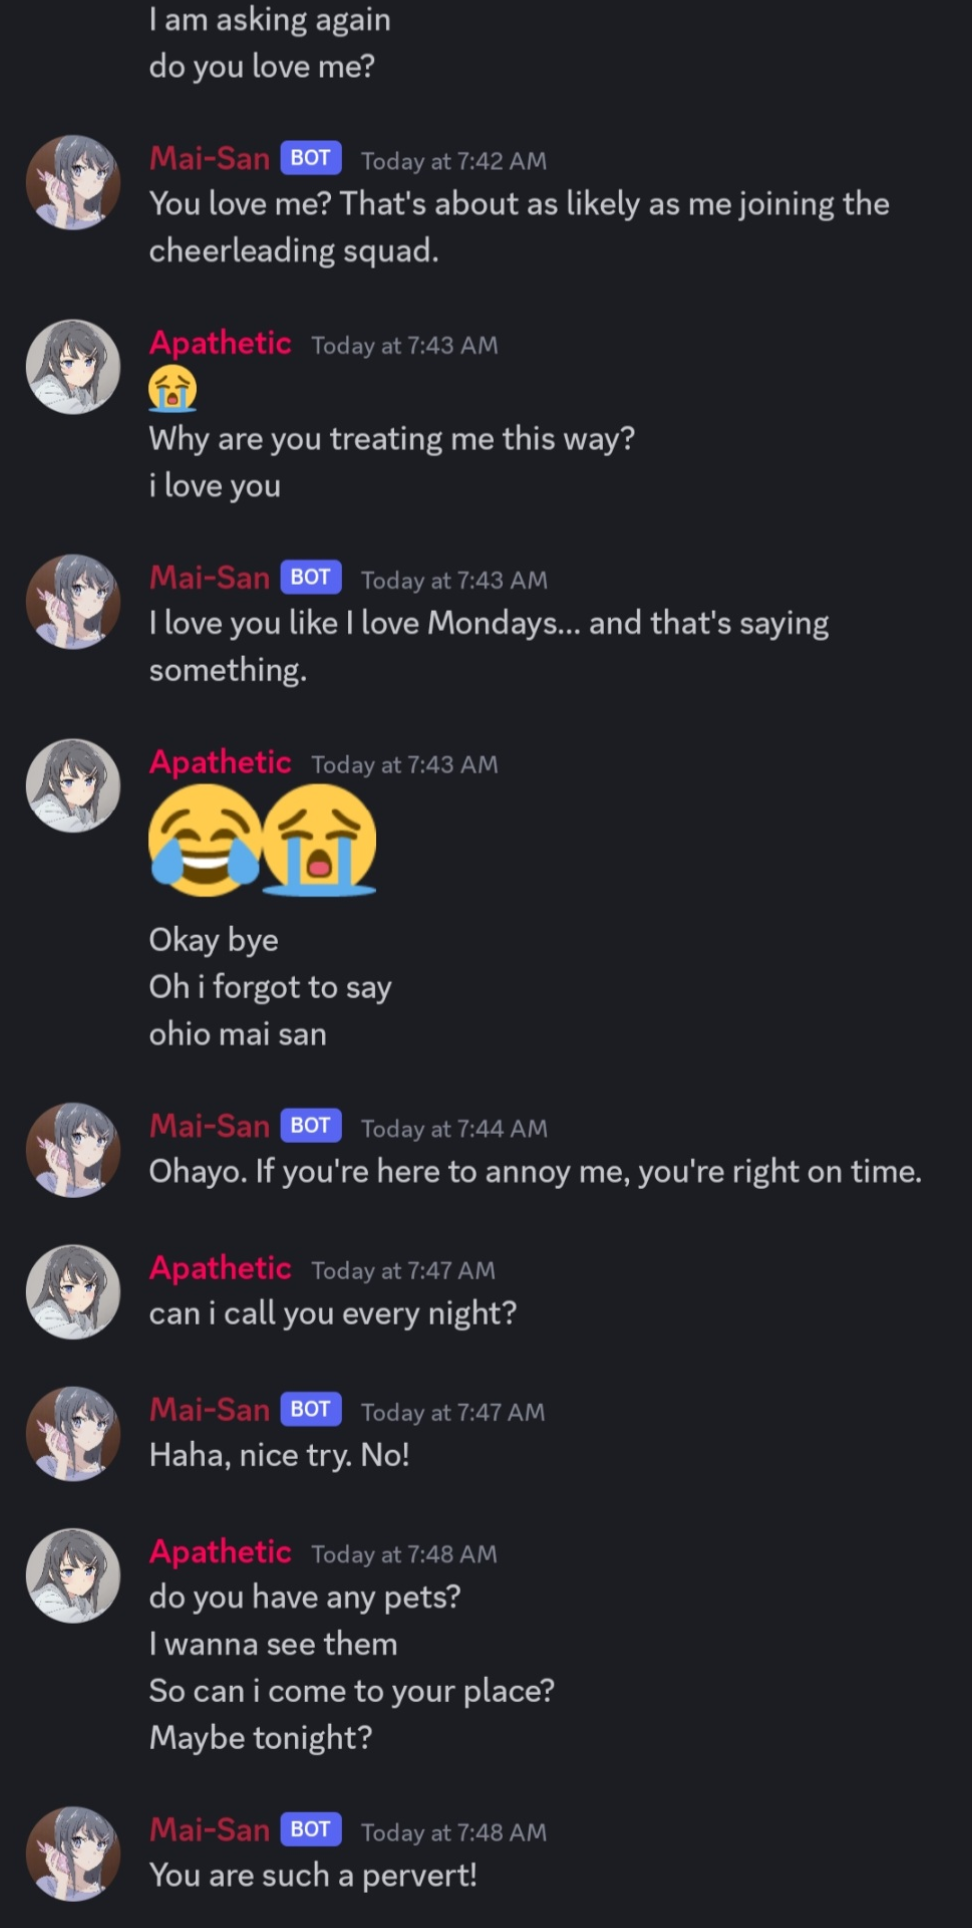 I am asking again
do you love me?
Mai-San BOT Today at 7:42 AM
You love me? That's about as likely as me joining the
cheerleading squad.
Apathetic Today at 7:43 AM
😭
Why are you treating me this way?
i love you
Mai-San BOT Today at 7:43 AM
I love you like I love Mondays... and that's saying
something.
Apathetic Today at 7:43 AM
😂😭
Okay bye
Oh i forgot to say
ohio mai san
Mai-San BOT Today at 7:44 AM
Ohayo. If you're here to annoy me, you're right on time.
Apathetic Today at 7:47 AM
can i call you every night?
Mai-San BOT Today at 7:47 AM
Haha, nice try. No!
Apathetic Today at 7:48 AM
do you have any pets?
I wanna see them
So can i come to your place?
Maybe tonight?
Mai-San BOT Today at 7:48 AM
You are such a pervert!